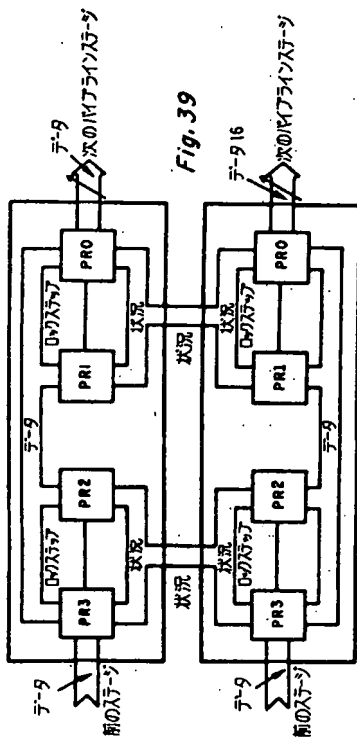 データ
次のパイプラインステージ
PR0
ロックステップ
状況
PR1
データ
PR2
ロックステップ
状況
PR3
データ
前のステージ
状況
状況
Fig. 39
データ16
次のパイプラインステージ
PR0
ロックステップ
状況
PR1
データ
PR2
ロックステップ
状況
PR3
データ
前のステージ